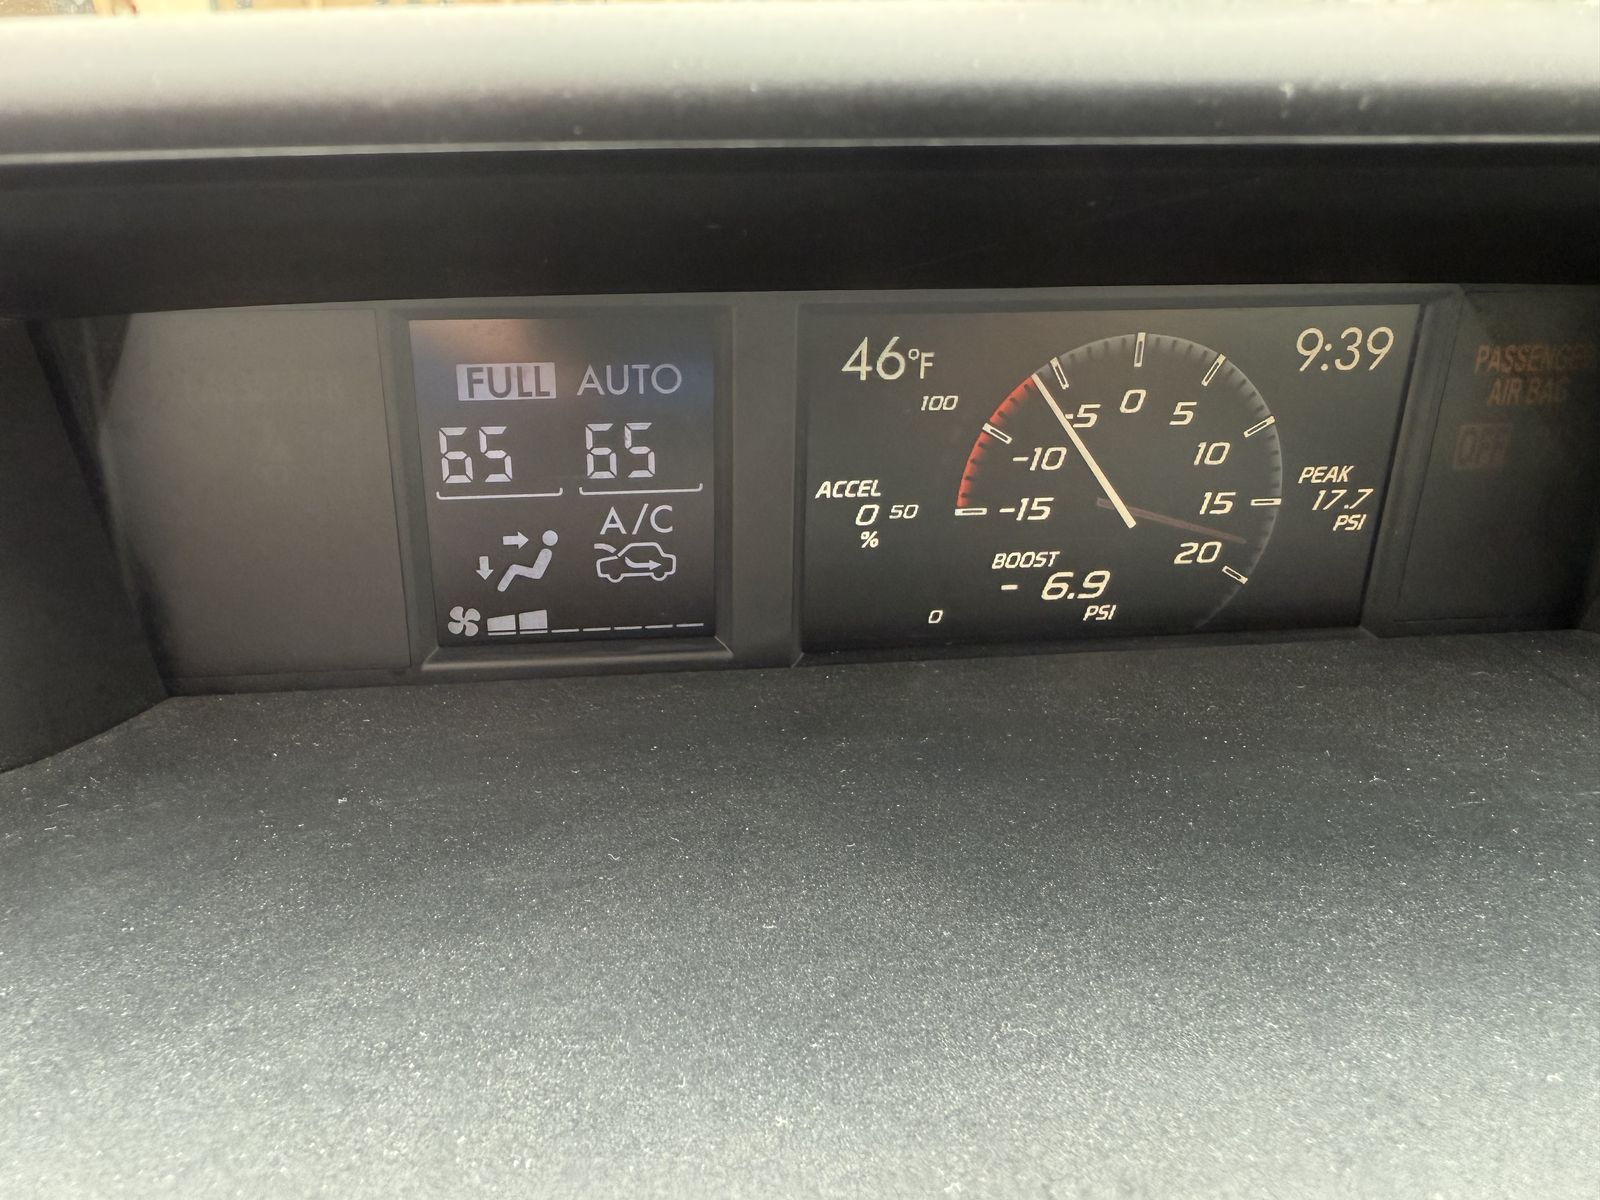 FULL AUTO
65 65
A/C
46°F
9:39
100
ACCEL
0 50
%
0
-15
-10
-5
0
5
10
15
20
BOOST
- 6.9
PSI
PEAK
17.7
PSI
PASSENGER
AIR BAG
OFF